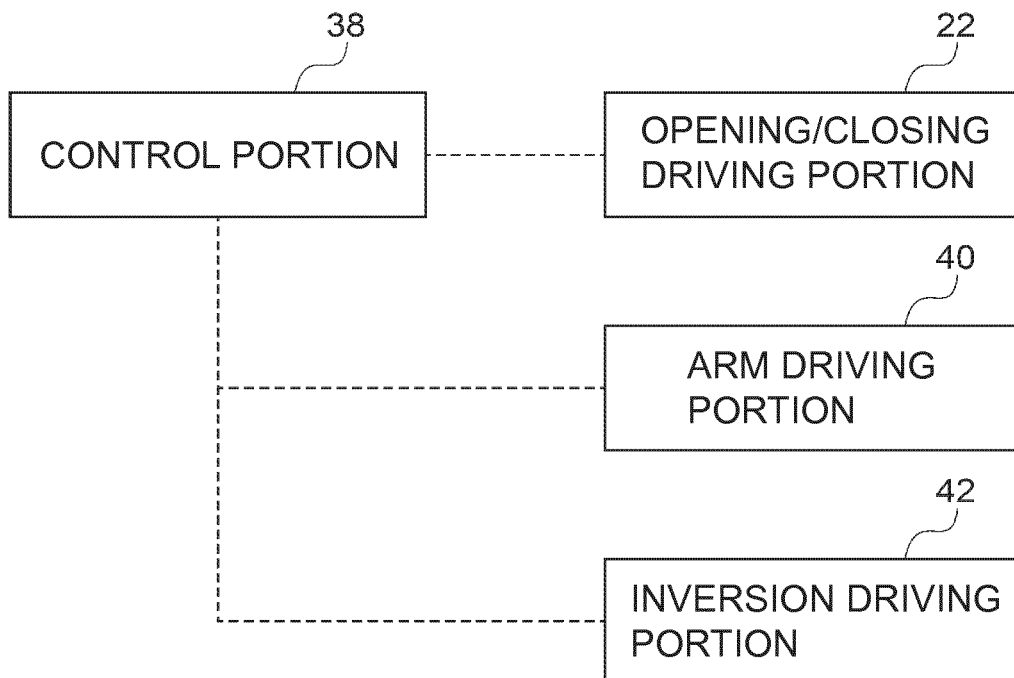 38
22
CONTROL PORTION
OPENING/CLOSING
DRIVING PORTION
40
ARM DRIVING
PORTION
42
INVERSION DRIVING
PORTION